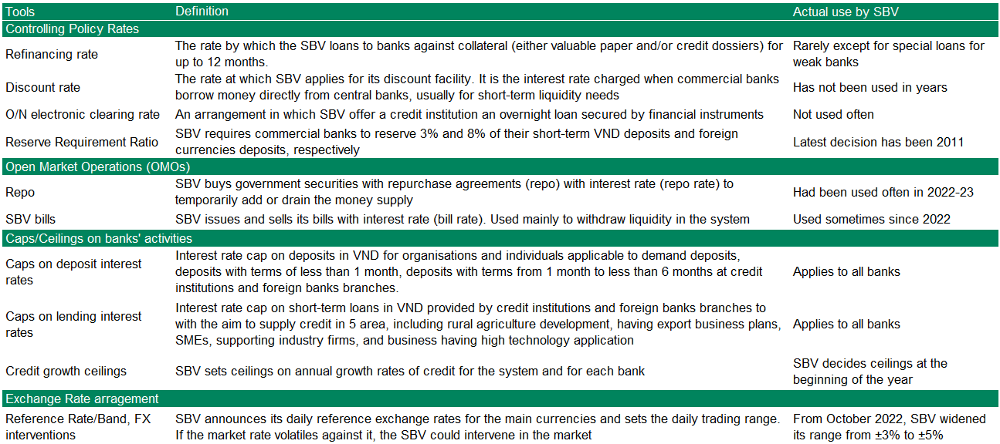 Tools Definition Actual use by SBV
Controlling Policy Rates
Refinancing rate The rate by which the SBV loans to banks against collateral (either valuable paper and/or credit dossiers) for up to 12 months. Rarely except for special loans for weak banks
Discount rate The rate at which SBV applies for its discount facility. It is the interest rate charged when commercial banks borrow money directly from central banks, usually for short-term liquidity needs Has not been used in years
O/N electronic clearing rate An arrangement in which SBV offer a credit institution an overnight loan secured by financial instruments Not used often
Reserve Requirement Ratio SBV requires commercial banks to reserve 3% and 8% of their short-term VND deposits and foreign currencies deposits, respectively Latest decision has been 2011
Open Market Operations (OMOs)
Repo SBV buys government securities with repurchase agreements (repo) with interest rate (repo rate) to temporarily add or drain the money supply Had been used often in 2022-23
SBV bills SBV issues and sells its bills with interest rate (bill rate). Used mainly to withdraw liquidity in the system Used sometimes since 2022
Caps/Ceilings on banks' activities
Caps on deposit interest rates Interest rate cap on deposits in VND for organisations and individuals applicable to demand deposits, deposits with terms of less than 1 month, deposits with terms from 1 month to less than 6 months at credit institutions and foreign banks branches. Applies to all banks
Caps on lending interest rates Interest rate cap on short-term loans in VND provided by credit institutions and foreign banks branches to with the aim to supply credit in 5 area, including rural agriculture development, having export business plans, SMEs, supporting industry firms, and business having high technology application Applies to all banks
Credit growth ceilings SBV sets ceilings on annual growth rates of credit for the system and for each bank SBV decides ceilings at the beginning of the year
Exchange Rate arragement
Reference Rate/Band, FX interventions SBV announces its daily reference exchange rates for the main currencies and sets the daily trading range. If the market rate volatiles against it, the SBV could intervene in the market From October 2022, SBV widened its range from ±3% to ±5%